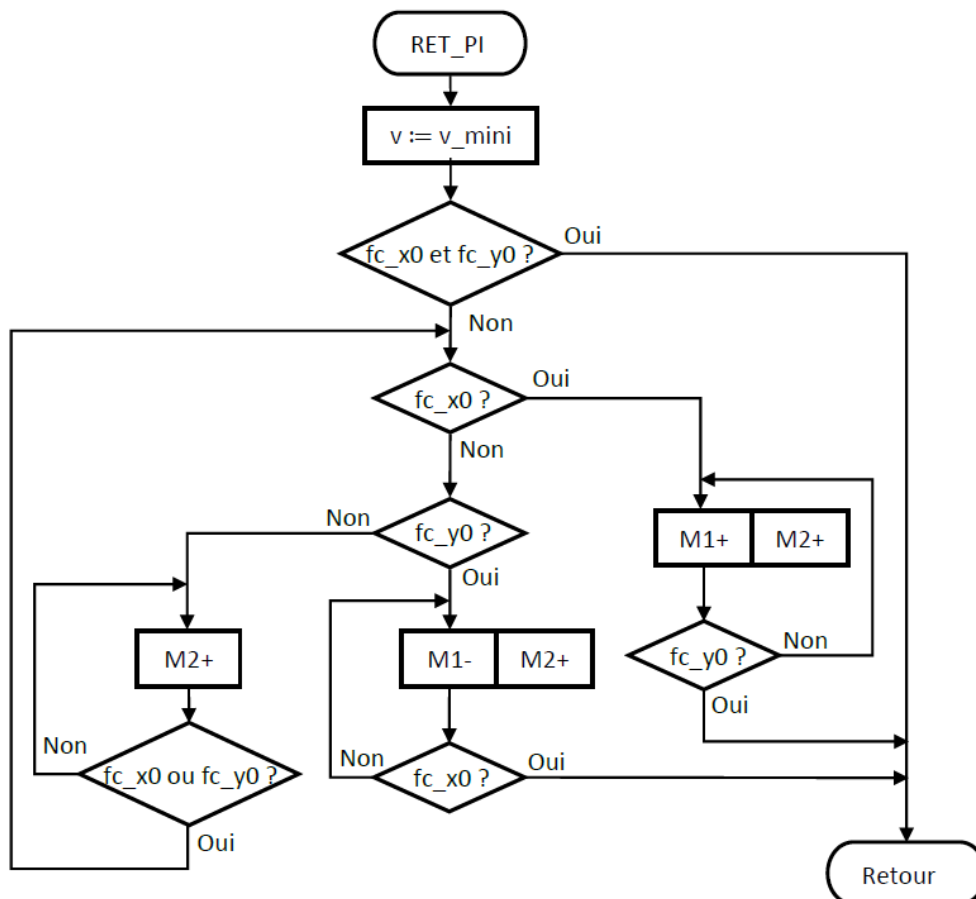 RET_PI
v := v_mini
fc_x0 et fc_y0 ?
Oui
Non
fc_x0 ?
Oui
Non
fc_y0 ?
Non
Oui
M1+
M2+
fc_y0 ?
Non
Oui
M2+
M1-
M2+
fc_x0 ou fc_y0 ?
Non
Oui
fc_x0 ?
Non
Oui
Retour